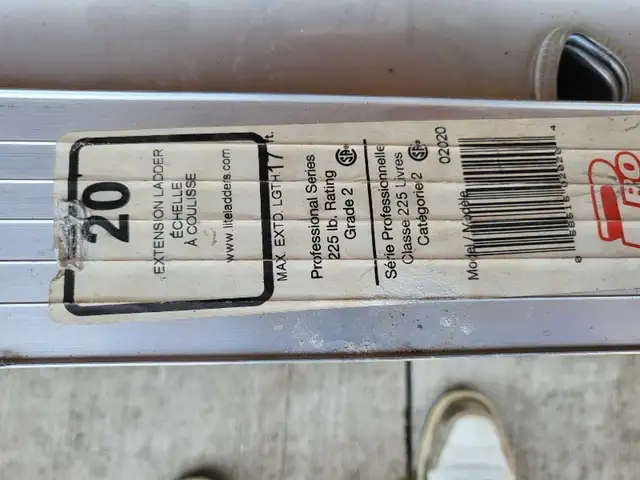 20
EXTENSION LADDER
ÉCHELLE
À COULISSE
www.liteladders.com
MAX. EXTD. LGTH. 17 ft.
Professional Series
225 lb. Rating
Grade 2
Série Professionnelle
Classe 225 Livres
Catégorie 2
02020
Model/Modèle
PRO